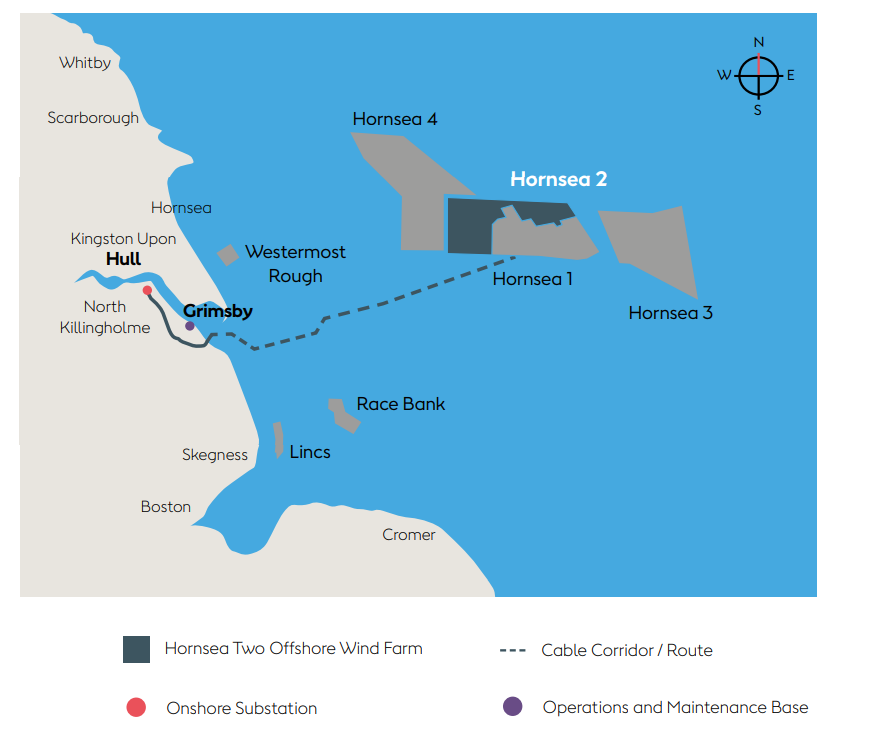 N
Whitby
W
E
S
Scarborough
Hornsea 4
Hornsea 2
Hornsea
Kingston Upon
Hull
Westermost
Rough
Hornsea 1
North
Killingholme
Grimsby
Hornsea 3
Race Bank
Skegness
Lincs
Boston
Cromer
Hornsea Two Offshore Wind Farm
Cable Corridor / Route
Onshore Substation
Operations and Maintenance Base